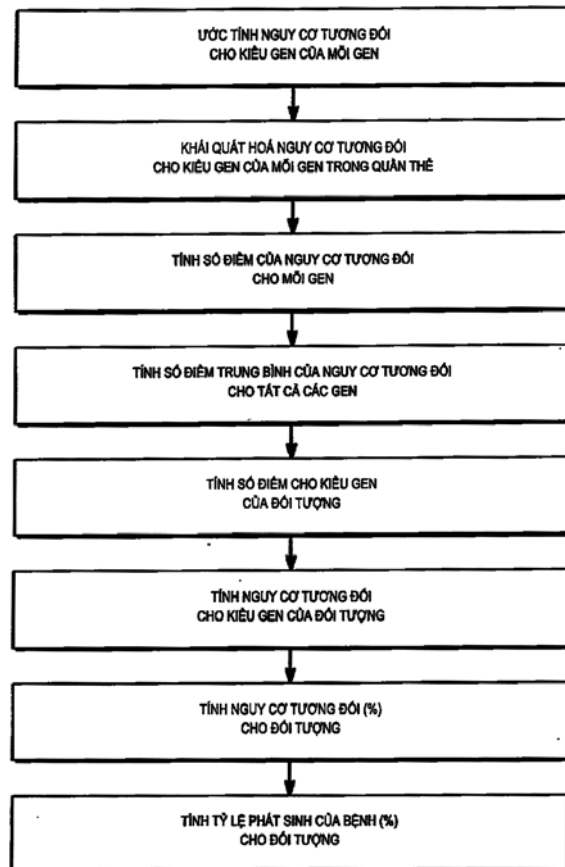 ƯỚC TÍNH NGUY CƠ TƯƠNG ĐỐI
CHO KIỂU GEN CỦA MỖI GEN
KHÁI QUÁT HOÁ NGUY CƠ TƯƠNG ĐỐI
CHO KIỂU GEN CỦA MỖI GEN TRONG QUẦN THỂ
TÍNH SỐ ĐIỂM CỦA NGUY CƠ TƯƠNG ĐỐI
CHO MỖI GEN
TÍNH SỐ ĐIỂM TRUNG BÌNH CỦA NGUY CƠ TƯƠNG ĐỐI
CHO TẤT CẢ CÁC GEN
TÍNH SỐ ĐIỂM CHO KIỂU GEN
CỦA ĐỐI TƯỢNG
TÍNH NGUY CƠ TƯƠNG ĐỐI
CHO KIỂU GEN CỦA ĐỐI TƯỢNG
TÍNH NGUY CƠ TƯƠNG ĐỐI (%)
CHO ĐỐI TƯỢNG
TÍNH TỶ LỆ PHÁT SINH CỦA BỆNH (%)
CHO ĐỐI TƯỢNG